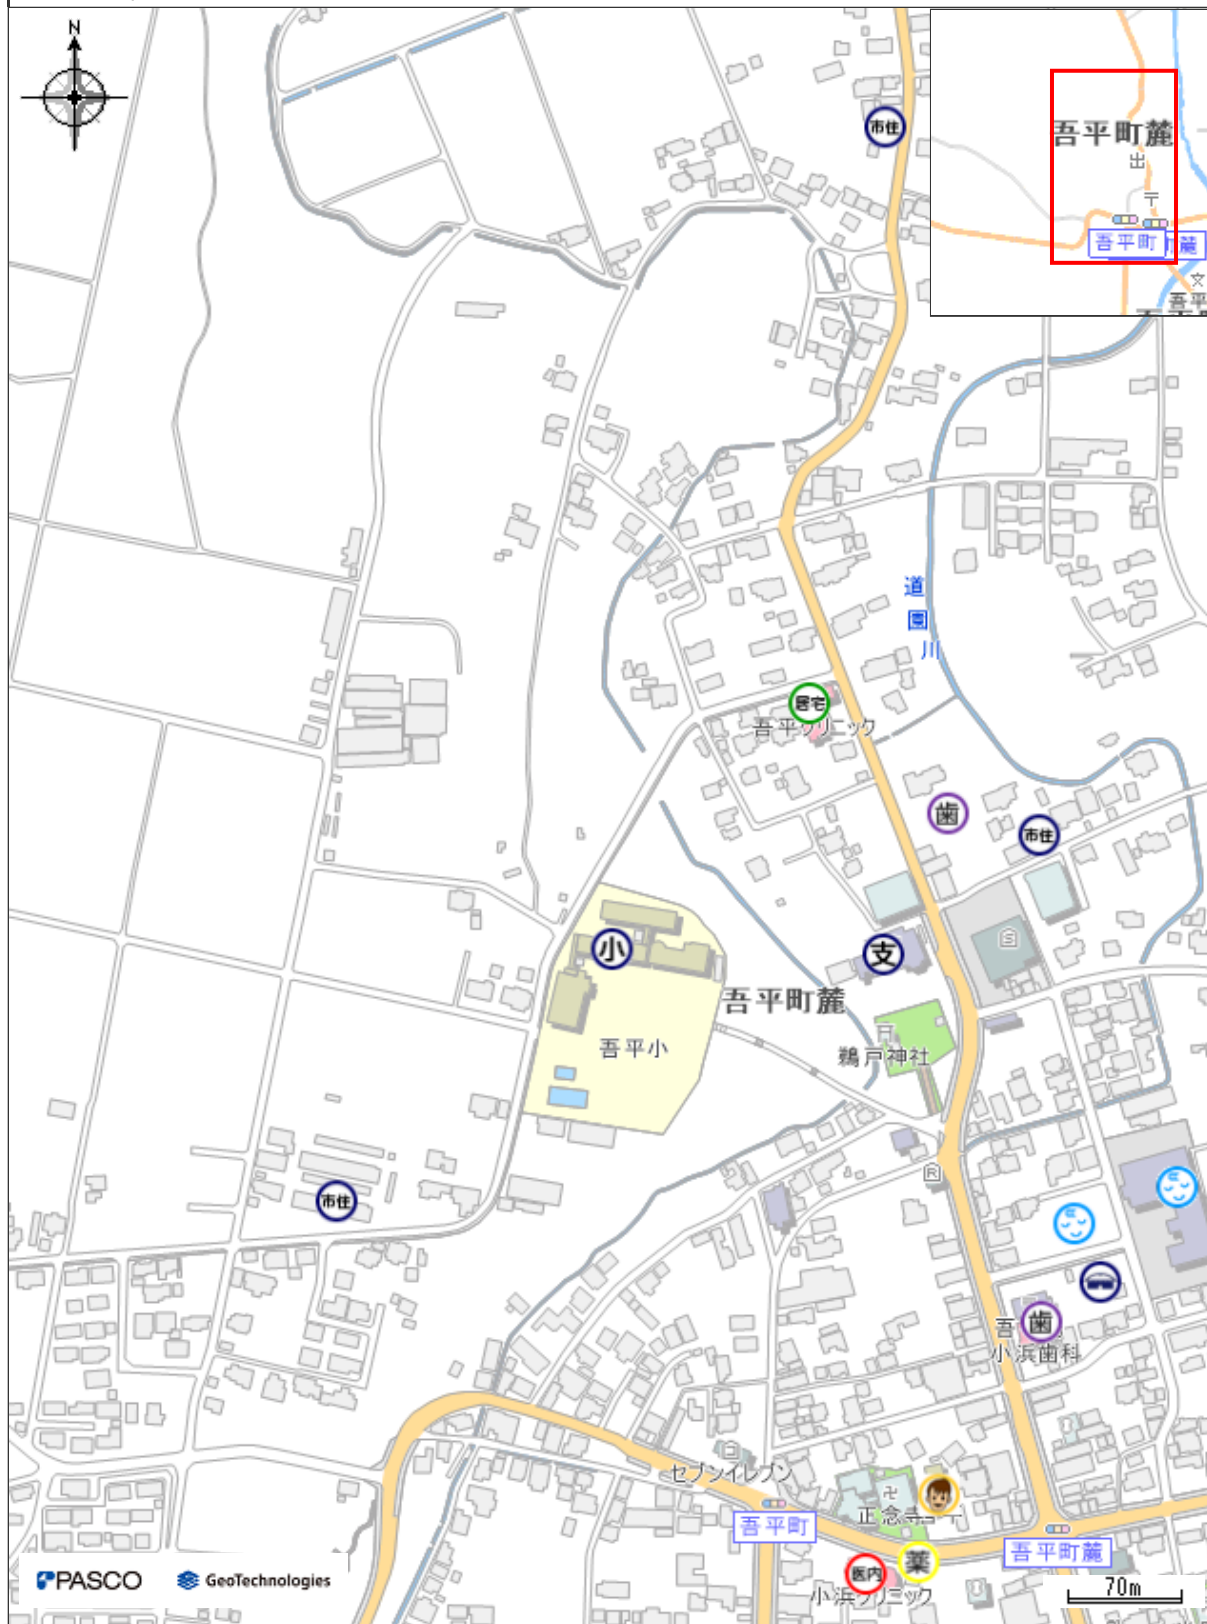 N
市住
吾平町麓
出
〒
吾平町
町麓
文
吾平
道
園
川
居宅
吾平クリニック
歯
市住
S
小
支
吾平町麓
吾平小
鵜戸神社
R
市住
歯
小浜歯科
セブンイレブン
卍
正念寺
吾平町
薬
吾平町麓
医内
小浜クリニック
PASCO
GeoTechnologies
70m